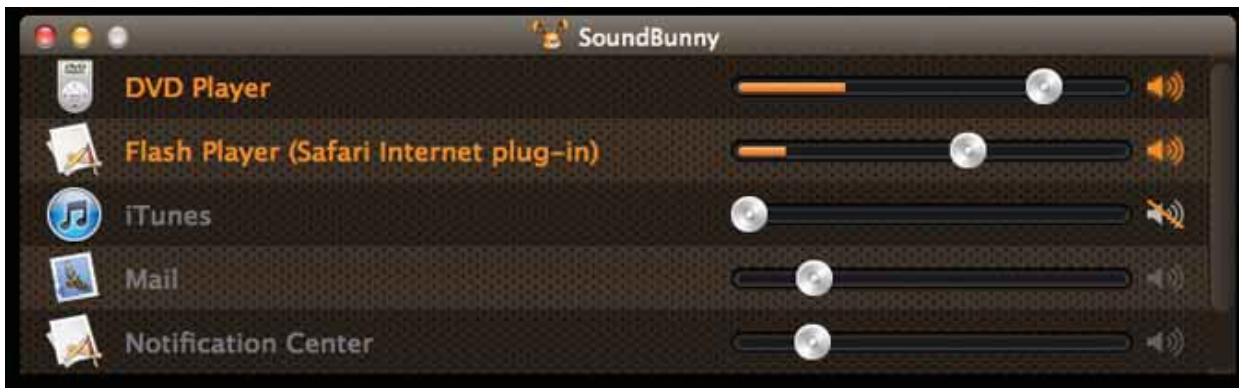 SoundBunny
DVD Player
Flash Player (Safari Internet plug-in)
iTunes
Mail
Notification Center